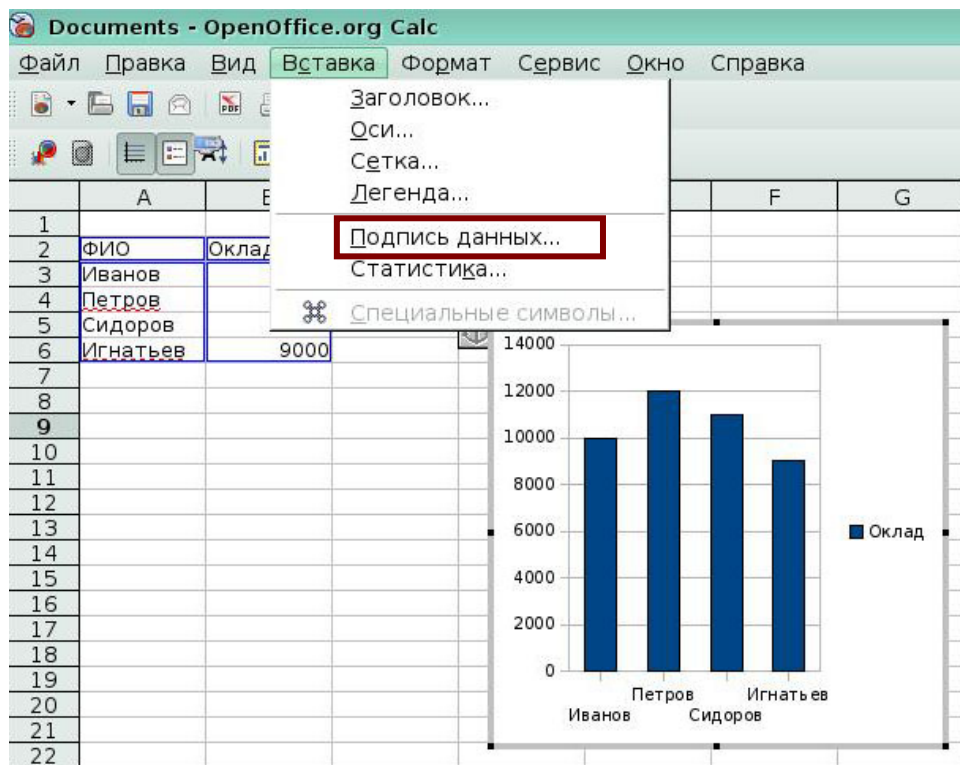 Documents - OpenOffice.org Calc
Файл Правка Вид Вставка Формат Сервис Окно Справка
Заголовок...
Оси...
Сетка...
Легенда...
Подпись данных...
Статистика...
Специальные символы...
PDF
A F G
1
2 ФИО Оклад
3 Иванов
4 Петров
5 Сидоров
6 Игнатьев 9000
7
8
9
10
11
12
13
14
15
16
17
18
19
20
21
22
14000
12000
10000
8000
6000
4000
2000
0
Оклад
Петров Игнатьев
Иванов Сидоров